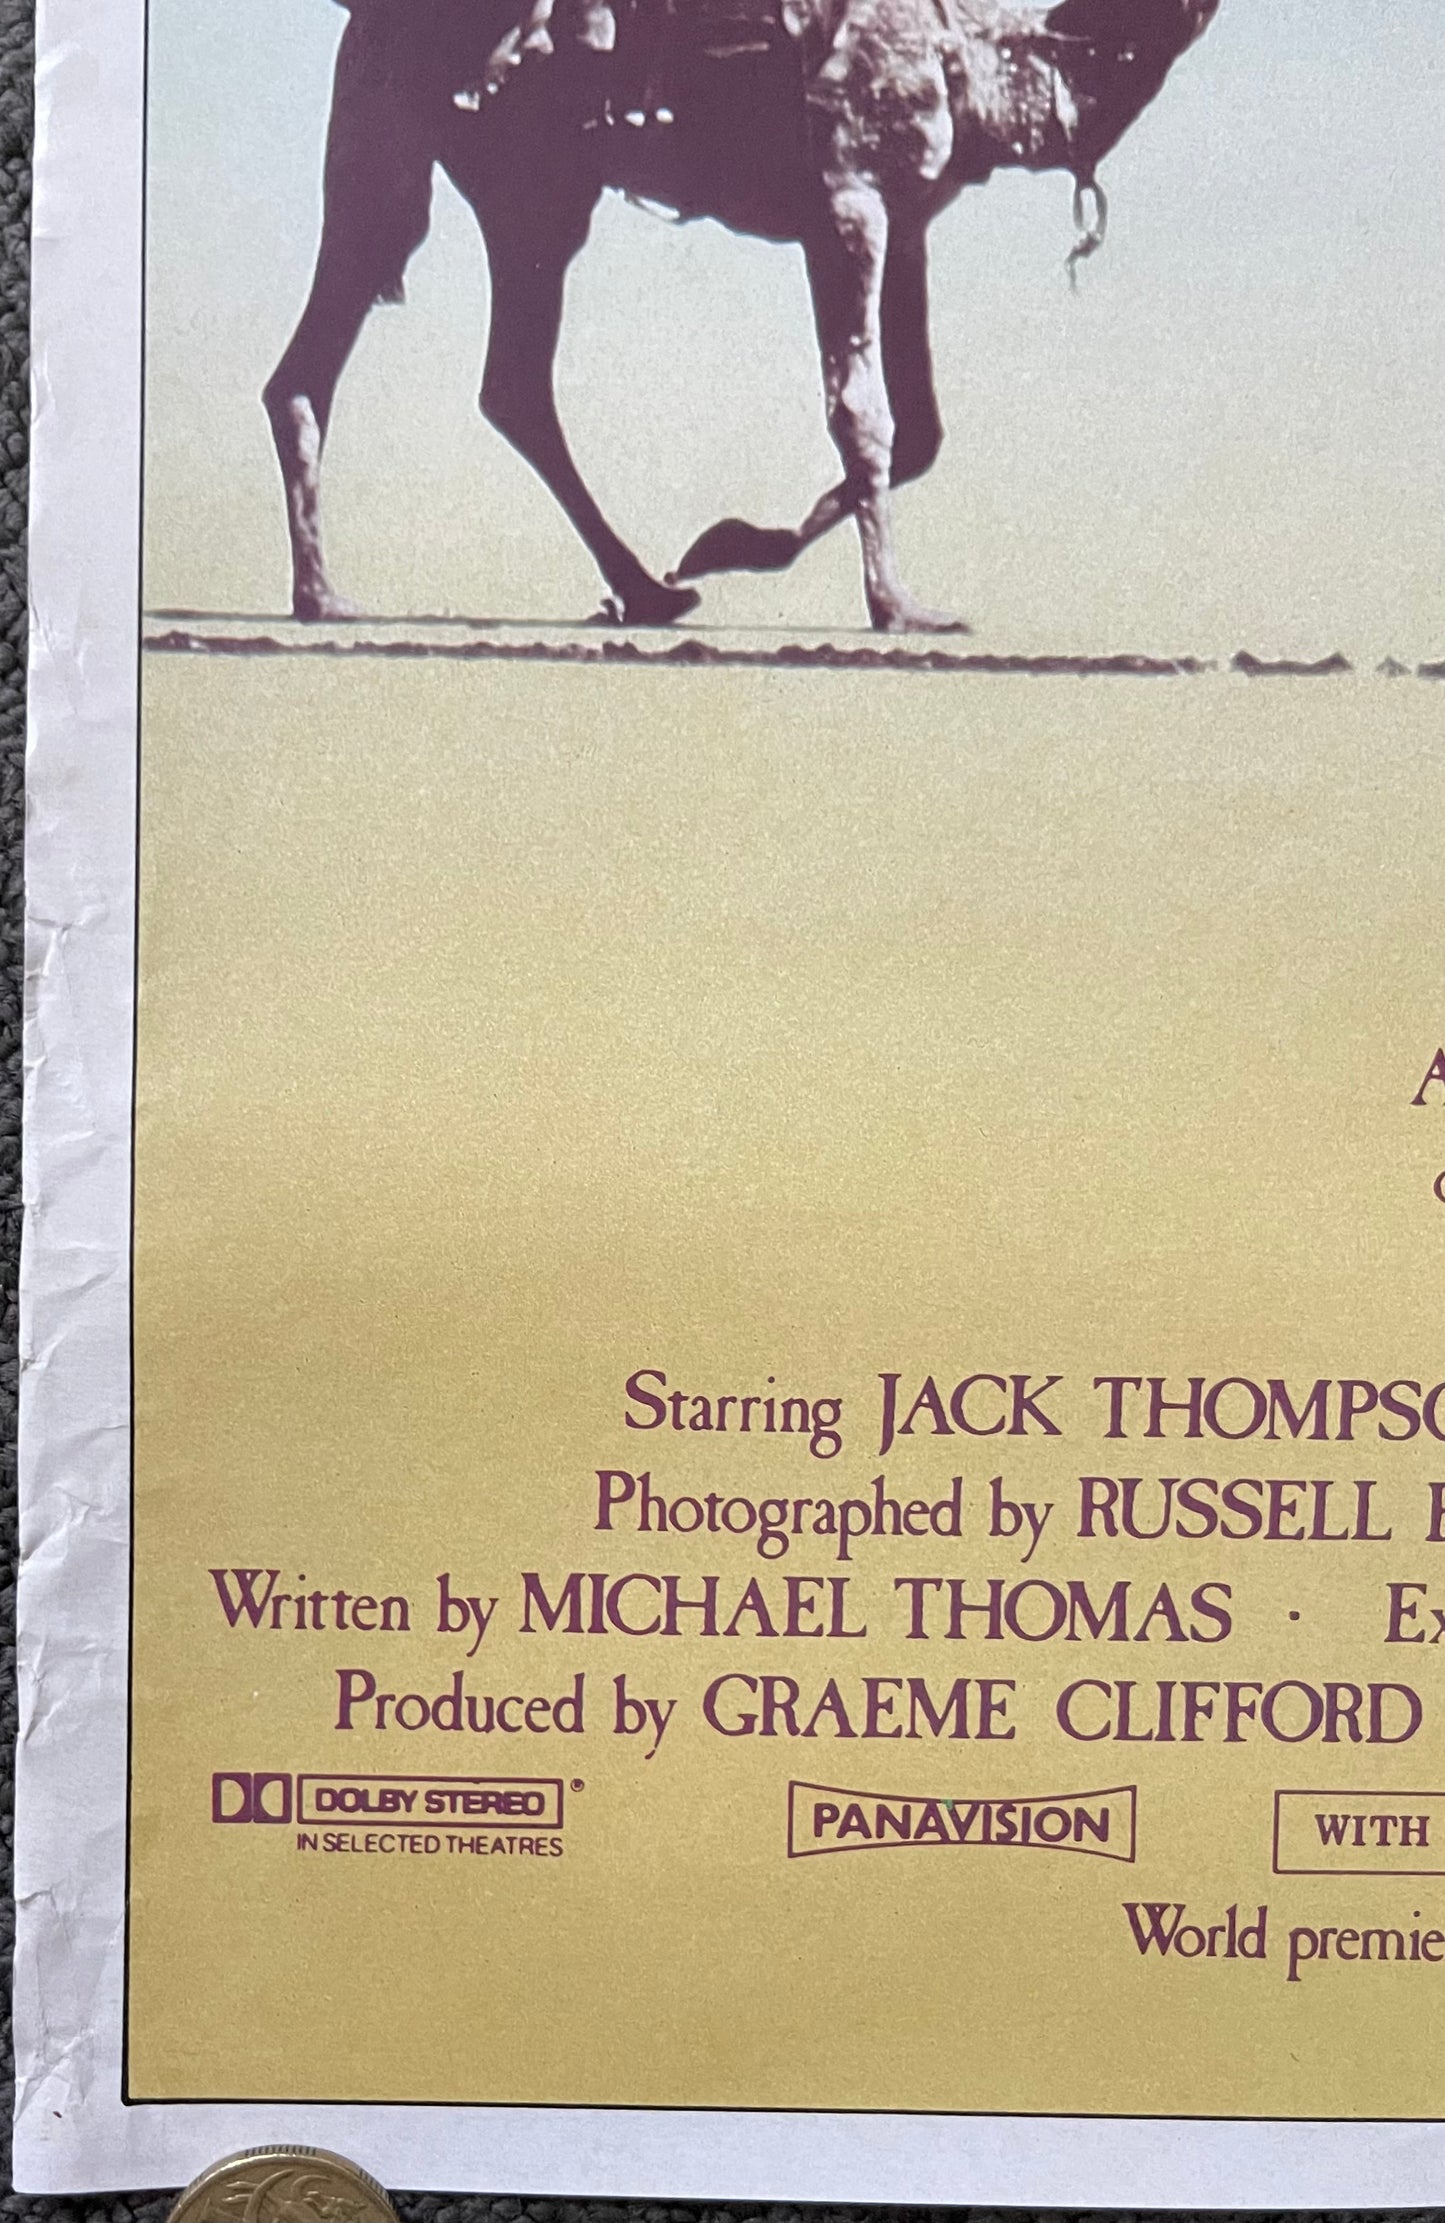 A
Starring JACK THOMPSO
Photographed by RUSSELL
Written by MICHAEL THOMAS · Ex
Produced by GRAEME CLIFFORD
DOLBY STEREO ®
IN SELECTED THEATRES
PANAVISION
WITH
World premie